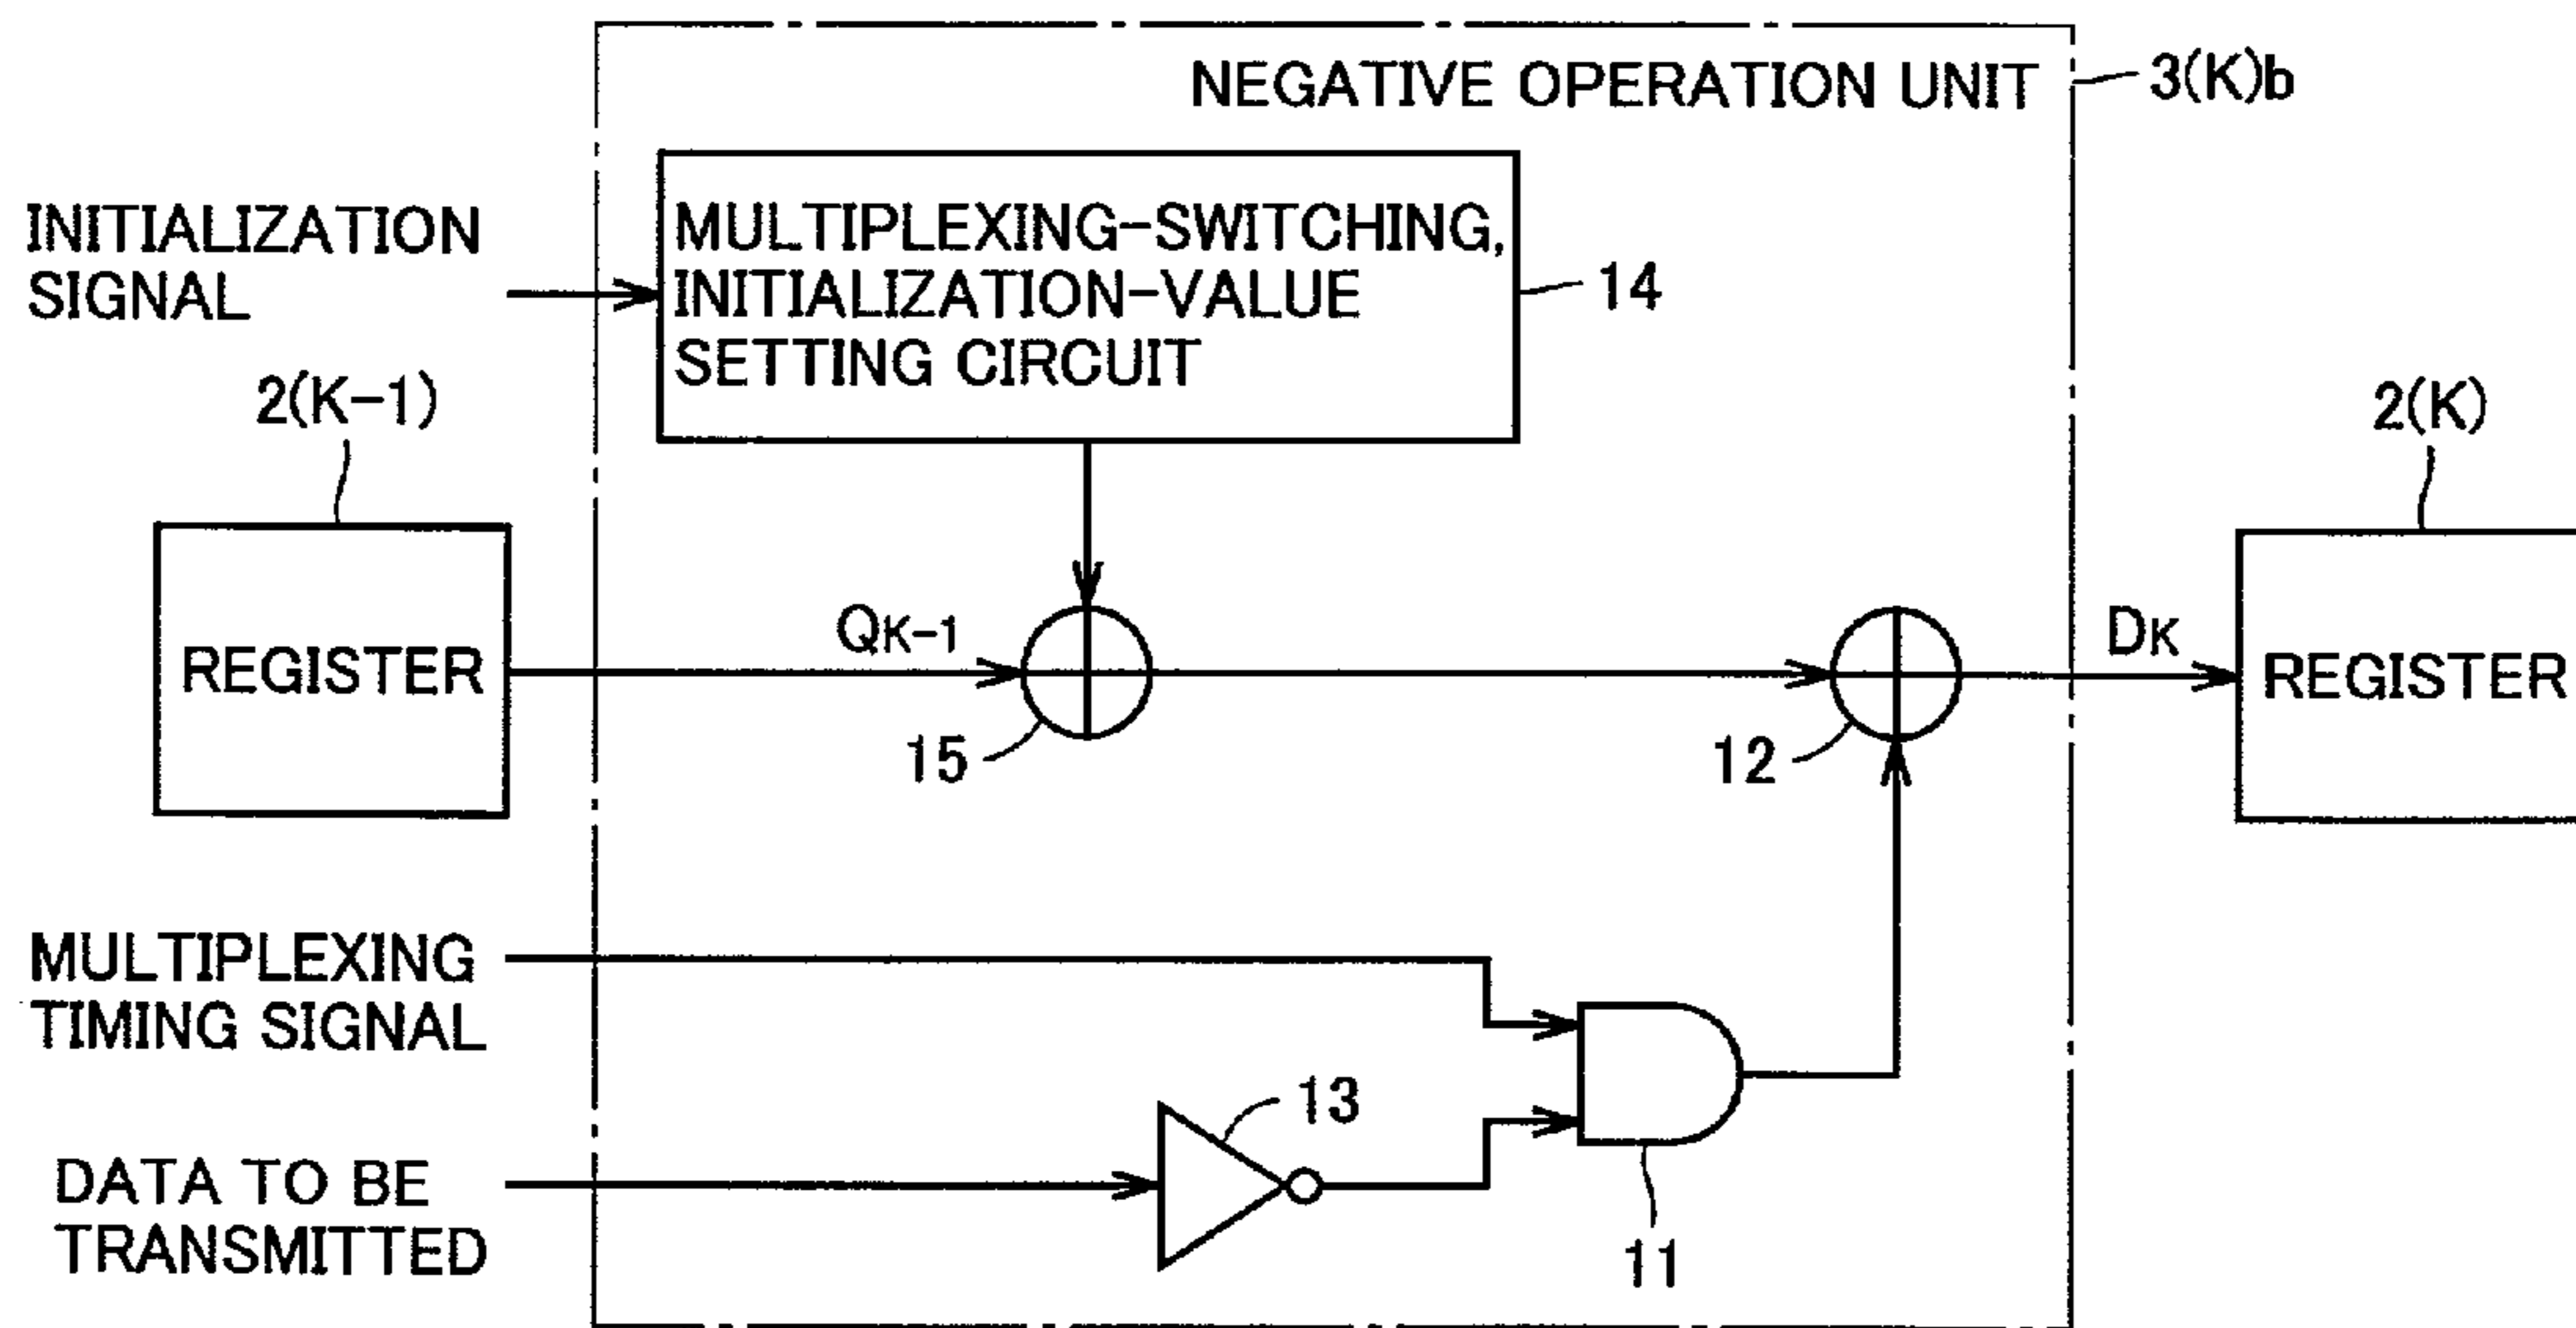 NEGATIVE OPERATION UNIT
3(K)b
INITIALIZATION
SIGNAL
MULTIPLEXING-SWITCHING,
INITIALIZATION-VALUE
SETTING CIRCUIT
14
2(K-1)
2(K)
REGISTER
QK-1
15
12
DK
REGISTER
MULTIPLEXING
TIMING SIGNAL
13
11
DATA TO BE
TRANSMITTED